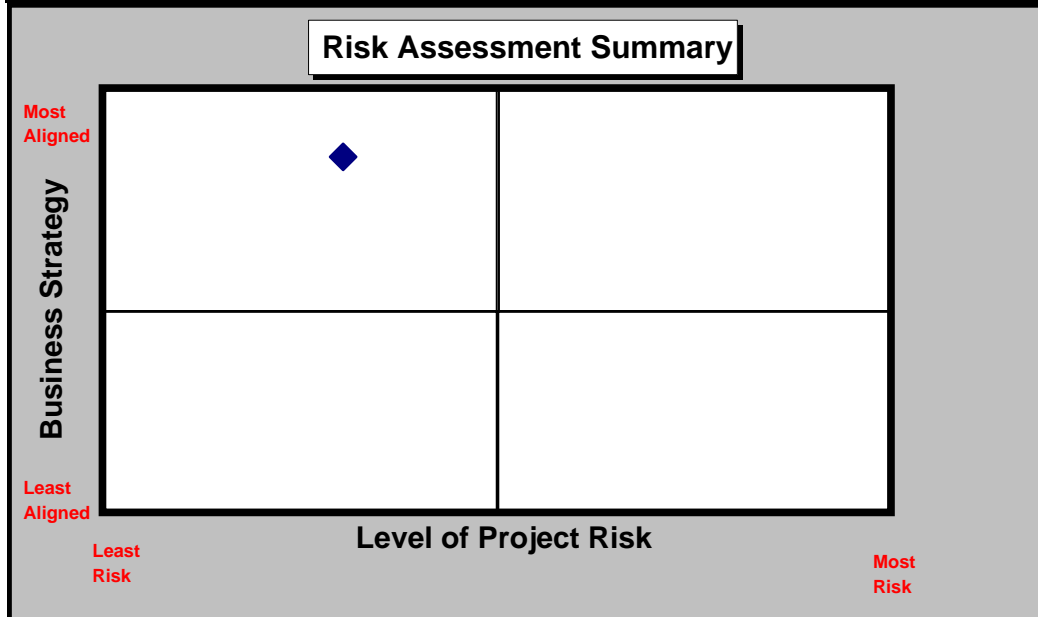 Risk Assessment Summary
Most
Aligned
Business Strategy
Least
Aligned
Level of Project Risk
Least
Risk
Most
Risk